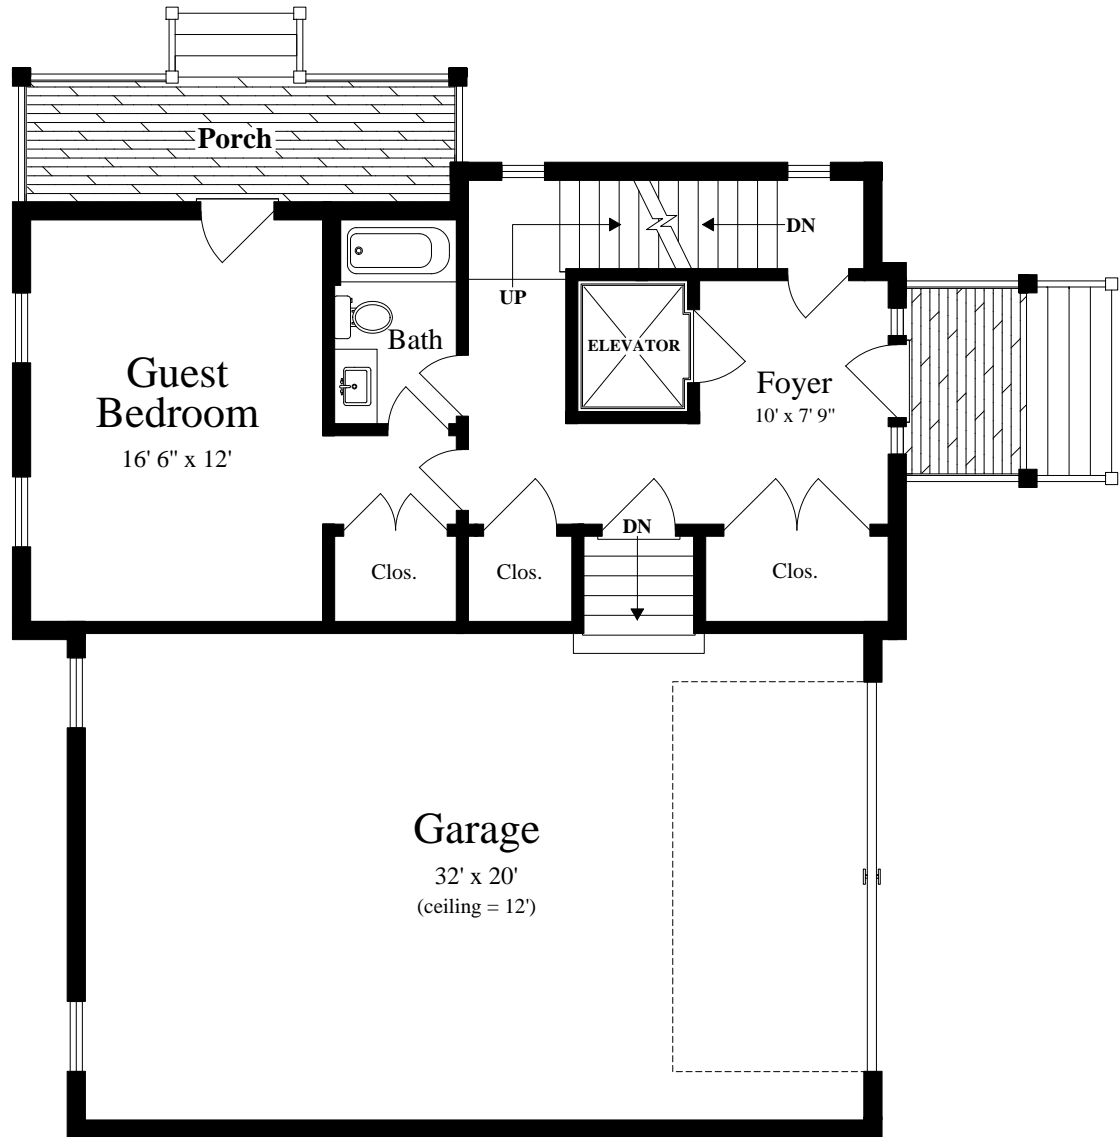 Porch
DN
UP
Bath
ELEVATOR
Guest
Bedroom
16' 6" x 12'
Foyer
10' x 7' 9"
DN
Clos.
Clos.
Clos.
Garage
32' x 20'
(ceiling = 12')